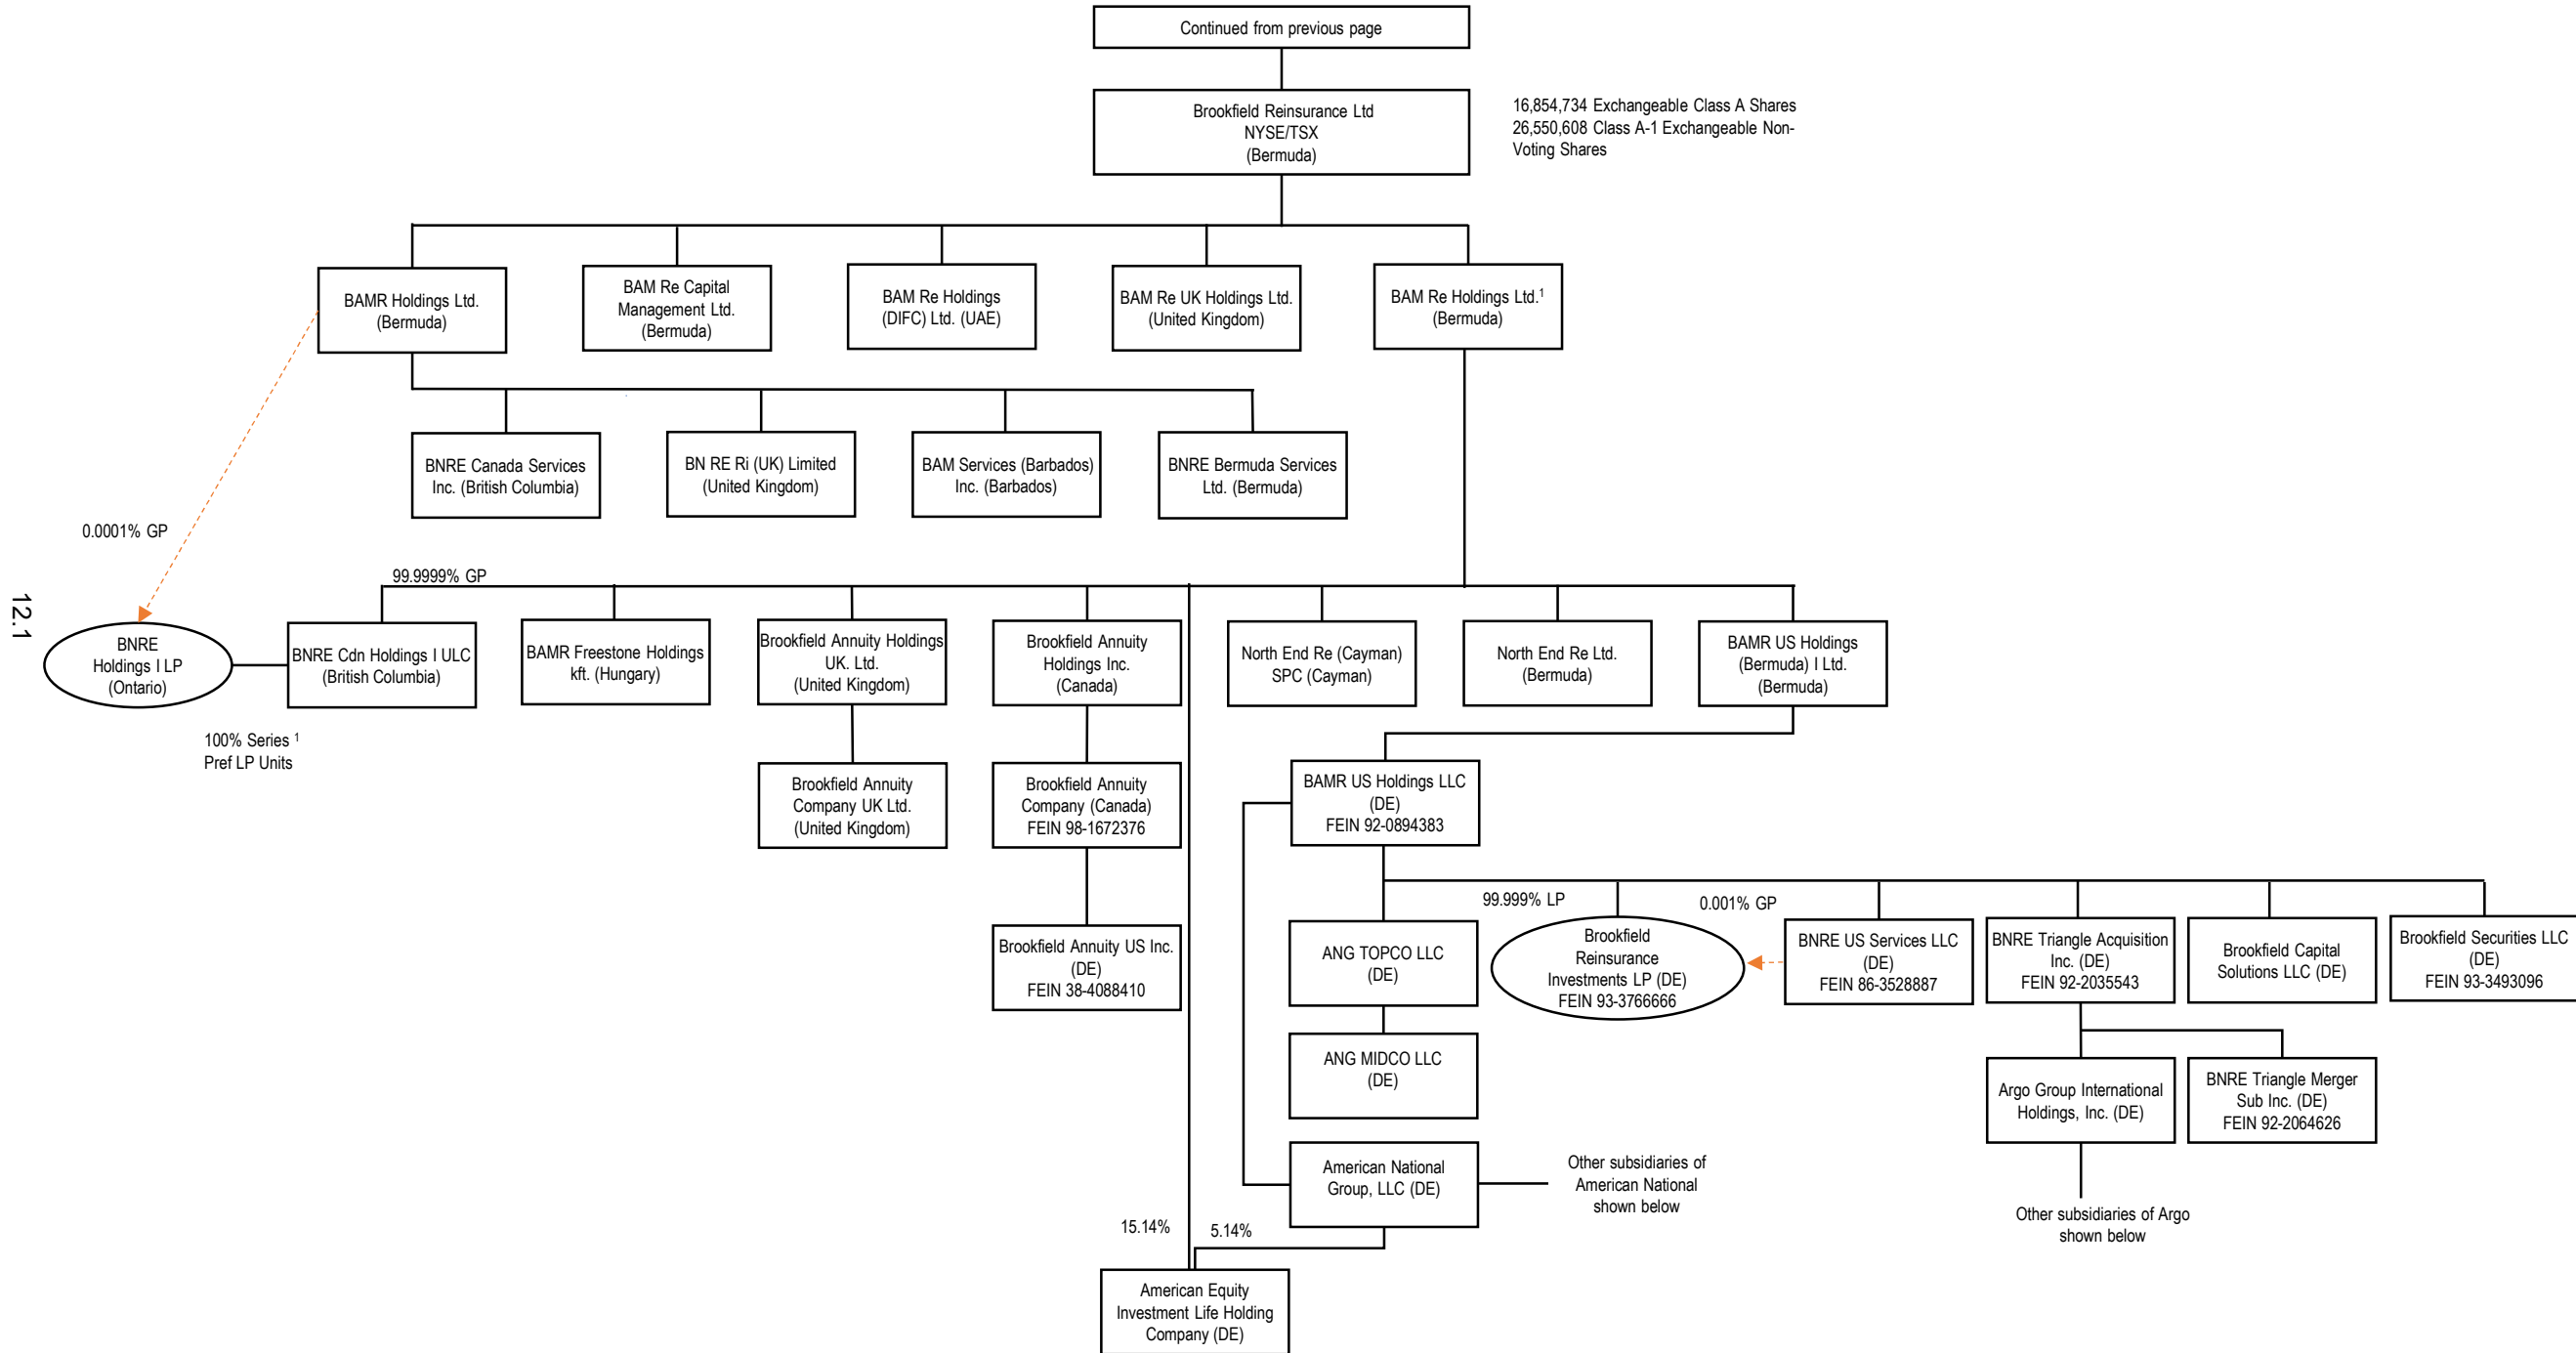 Continued from previous page
Brookfield Reinsurance Ltd
NYSE/TSX
(Bermuda)
16,854,734 Exchangeable Class A Shares
26,550,608 Class A-1 Exchangeable Non-
Voting Shares
BAMR Holdings Ltd.
(Bermuda)
BAM Re Capital
Management Ltd.
(Bermuda)
BAM Re Holdings
(DIFC) Ltd. (UAE)
BAM Re UK Holdings Ltd.
(United Kingdom)
BAM Re Holdings Ltd.¹
(Bermuda)
BNRE Canada Services
Inc. (British Columbia)
BN RE Ri (UK) Limited
(United Kingdom)
BAM Services (Barbados)
Inc. (Barbados)
BNRE Bermuda Services
Ltd. (Bermuda)
0.0001% GP
99.9999% GP
12.1
BNRE
Holdings I LP
(Ontario)
BNRE Cdn Holdings I ULC
(British Columbia)
BAMR Freestone Holdings
kft. (Hungary)
Brookfield Annuity Holdings
UK. Ltd.
(United Kingdom)
Brookfield Annuity
Holdings Inc.
(Canada)
North End Re (Cayman)
SPC (Cayman)
North End Re Ltd.
(Bermuda)
BAMR US Holdings
(Bermuda) I Ltd.
(Bermuda)
100% Series ¹
Pref LP Units
Brookfield Annuity
Company UK Ltd.
(United Kingdom)
Brookfield Annuity
Company (Canada)
FEIN 98-1672376
BAMR US Holdings LLC
(DE)
FEIN 92-0894383
99.999% LP
0.001% GP
Brookfield Annuity US Inc.
(DE)
FEIN 38-4088410
ANG TOPCO LLC
(DE)
Brookfield
Reinsurance
Investments LP (DE)
FEIN 93-3766666
BNRE US Services LLC
(DE)
FEIN 86-3528887
BNRE Triangle Acquisition
Inc. (DE)
FEIN 92-2035543
Brookfield Capital
Solutions LLC (DE)
Brookfield Securities LLC
(DE)
FEIN 93-3493096
ANG MIDCO LLC
(DE)
Argo Group International
Holdings, Inc. (DE)
BNRE Triangle Merger
Sub Inc. (DE)
FEIN 92-2064626
American National
Group, LLC (DE)
Other subsidiaries of
American National
shown below
Other subsidiaries of Argo
shown below
15.14%
5.14%
American Equity
Investment Life Holding
Company (DE)